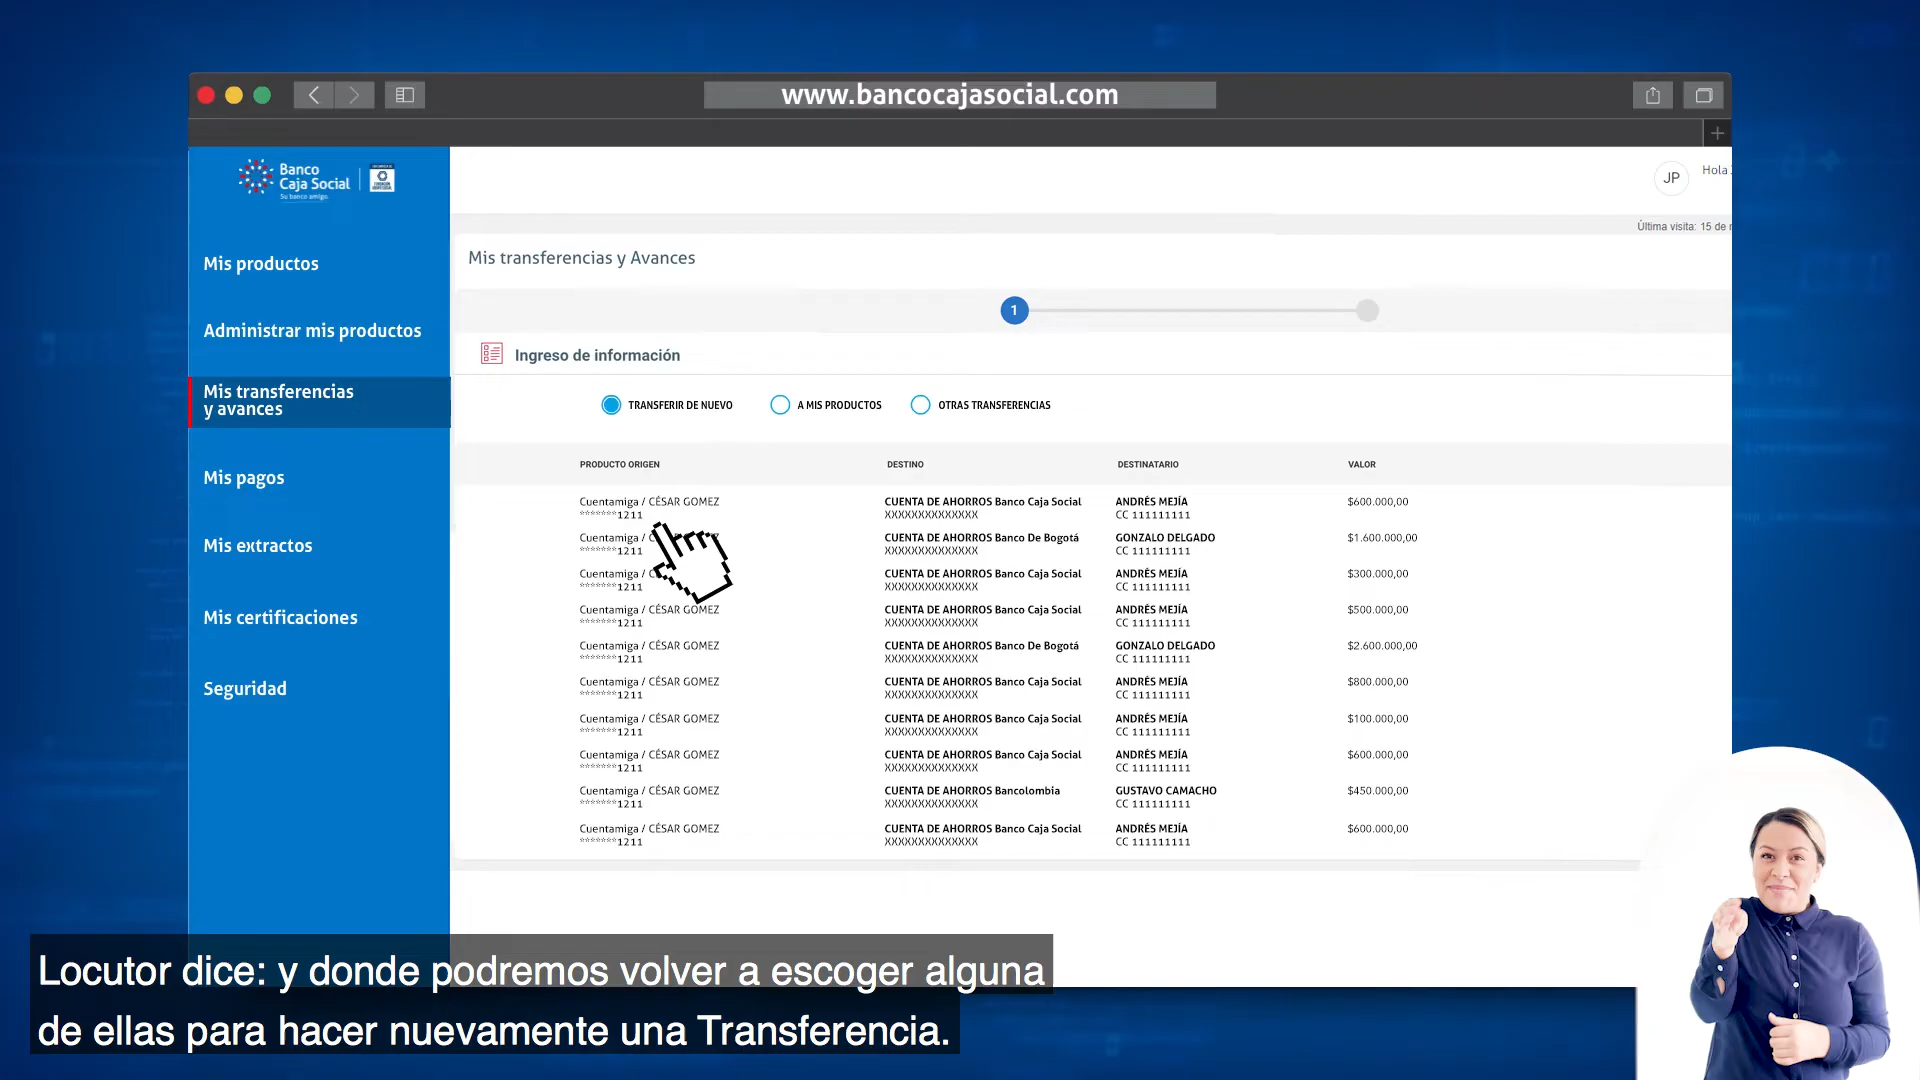 www.bancocajasocial.com
Banco
Caja Social
Su banco amigo.
JP
Hola
Última visita: 15 de
Mis productos
Administrar mis productos
Mis transferencias
y avances
Mis pagos
Mis extractos
Mis certificaciones
Seguridad
Mis transferencias y Avances
1
Ingreso de información
TRANSFERIR DE NUEVO A MIS PRODUCTOS OTRAS TRANSFERENCIAS
PRODUCTO ORIGEN DESTINO DESTINATARIO VALOR
Cuentamiga / CÉSAR GOMEZ CUENTA DE AHORROS Banco Caja Social ANDRÉS MEJÍA $600.000,00
*******1211 XXXXXXXXXXXXXX CC 111111111
Cuentamiga / CUENTA DE AHORROS Banco De Bogotá GONZALO DELGADO $1.600.000,00
*******1211 XXXXXXXXXXXXXX CC 111111111
Cuentamiga / CUENTA DE AHORROS Banco Caja Social ANDRÉS MEJÍA $300.000,00
*******1211 XXXXXXXXXXXXXX CC 111111111
Cuentamiga / CÉSAR GOMEZ CUENTA DE AHORROS Banco Caja Social ANDRÉS MEJÍA $500.000,00
*******1211 XXXXXXXXXXXXXX CC 111111111
Cuentamiga / CÉSAR GOMEZ CUENTA DE AHORROS Banco De Bogotá GONZALO DELGADO $2.600.000,00
*******1211 XXXXXXXXXXXXXX CC 111111111
Cuentamiga / CÉSAR GOMEZ CUENTA DE AHORROS Banco Caja Social ANDRÉS MEJÍA $800.000,00
*******1211 XXXXXXXXXXXXXX CC 111111111
Cuentamiga / CÉSAR GOMEZ CUENTA DE AHORROS Banco Caja Social ANDRÉS MEJÍA $100.000,00
*******1211 XXXXXXXXXXXXXX CC 111111111
Cuentamiga / CÉSAR GOMEZ CUENTA DE AHORROS Banco Caja Social ANDRÉS MEJÍA $600.000,00
*******1211 XXXXXXXXXXXXXX CC 111111111
Cuentamiga / CÉSAR GOMEZ CUENTA DE AHORROS Bancolombia GUSTAVO CAMACHO $450.000,00
*******1211 XXXXXXXXXXXXXX CC 111111111
Cuentamiga / CÉSAR GOMEZ CUENTA DE AHORROS Banco Caja Social ANDRÉS MEJÍA $600.000,00
*******1211 XXXXXXXXXXXXXX CC 111111111
Locutor dice: y donde podremos volver a escoger alguna
de ellas para hacer nuevamente una Transferencia.